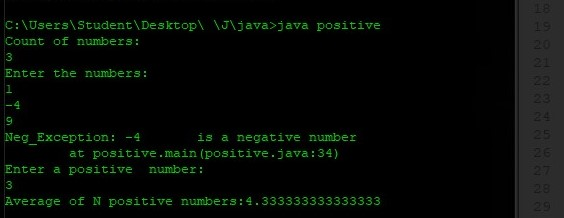 C:\Users\Student\Desktop\ \J\java>java positive
Count of numbers:
3
Enter the numbers:
1
-4
9
Neg_Exception: -4       is a negative number
        at positive.main(positive.java:34)
Enter a positive  number:
3
Average of N positive numbers:4.333333333333333
18
19
20
21
22
23
24
25
26
27
28
29